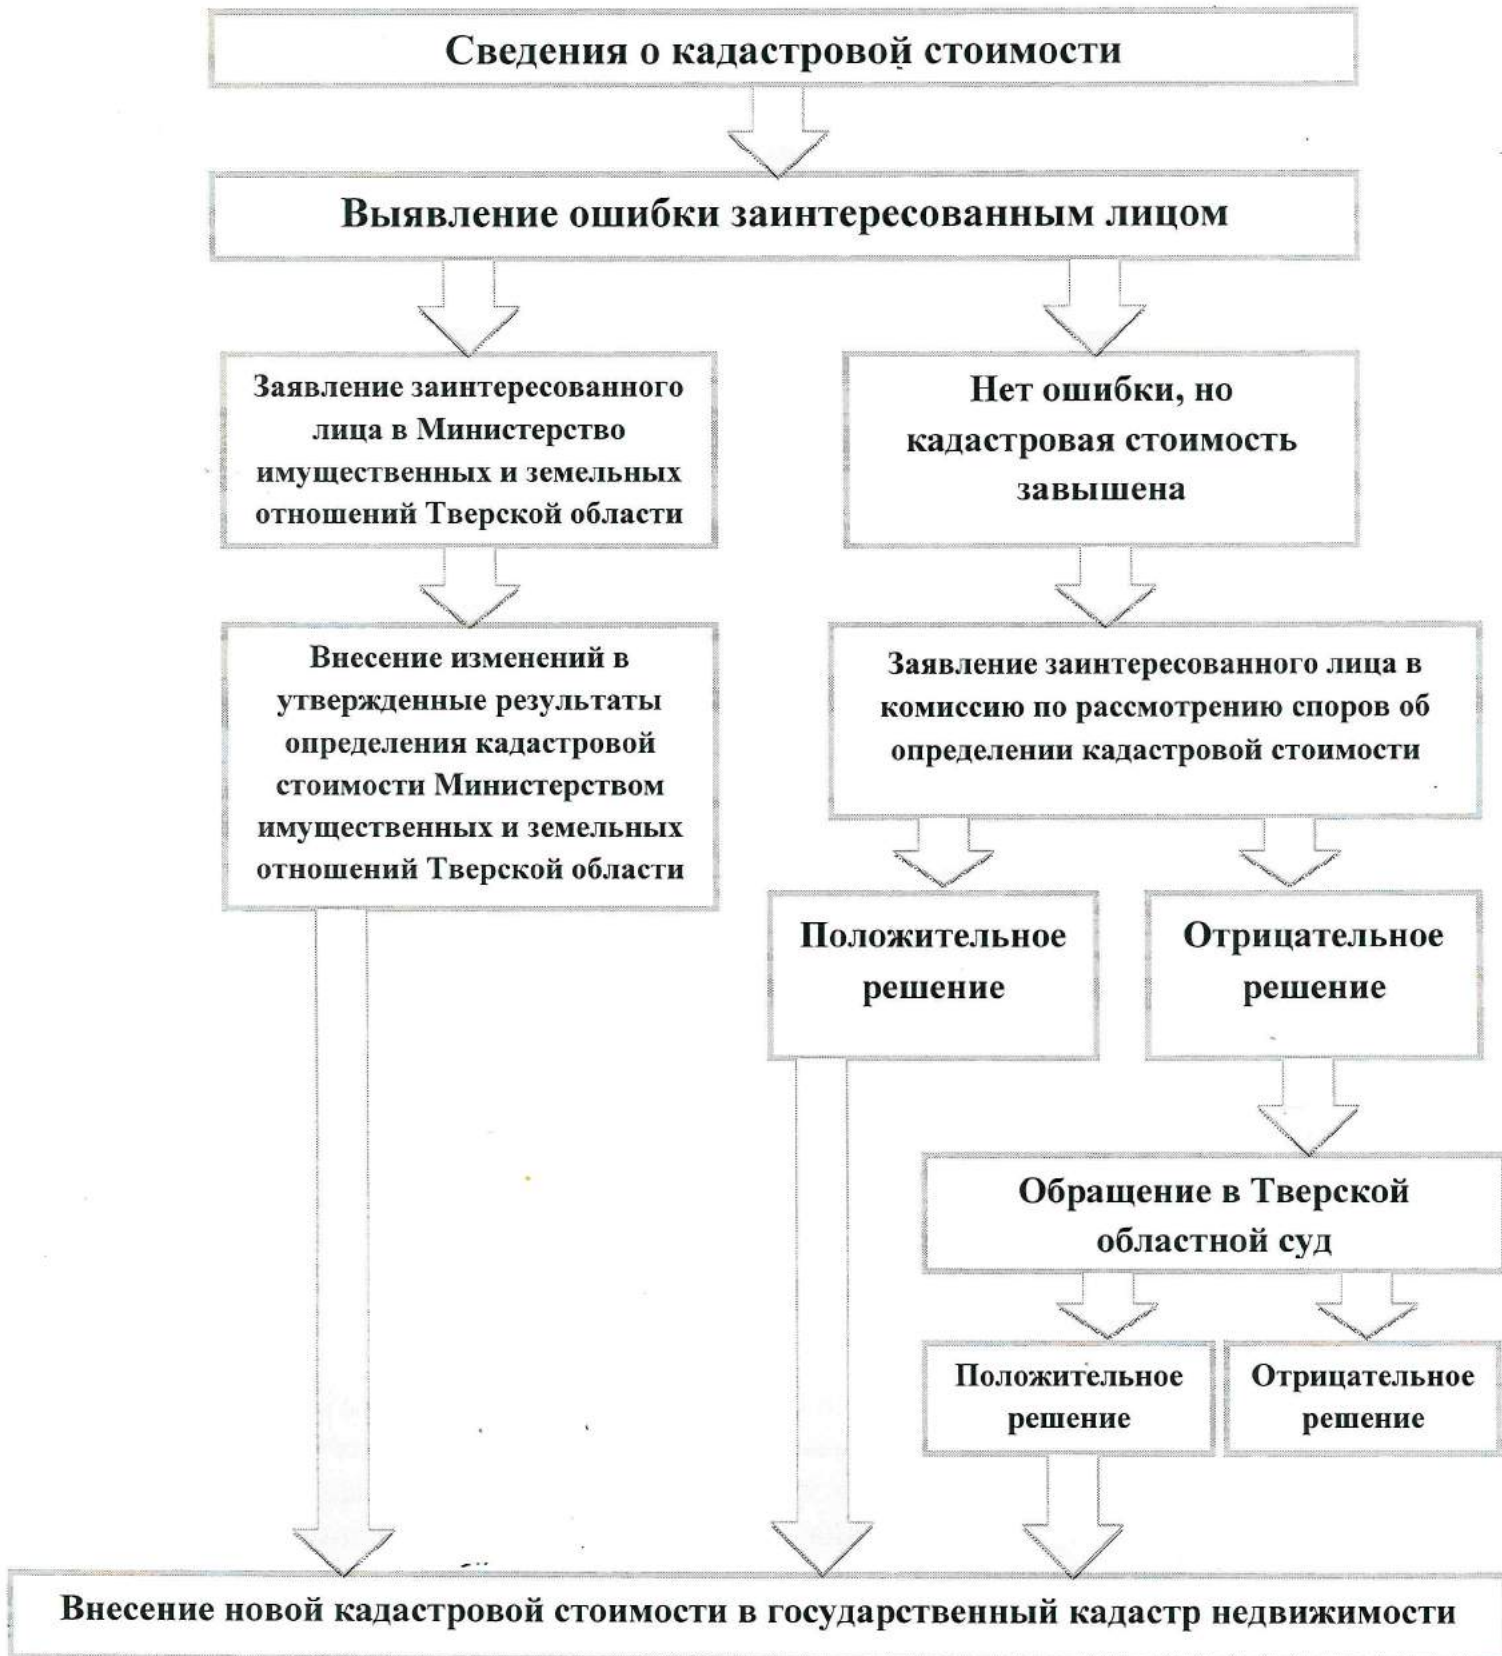 Сведения о кадастровой стоимости
Выявление ошибки заинтересованным лицом
Заявление заинтересованного
лица в Министерство
имущественных и земельных
отношений Тверской области
Нет ошибки, но
кадастровая стоимость
завышена
Внесение изменений в
утвержденные результаты
определения кадастровой
стоимости Министерством
имущественных и земельных
отношений Тверской области
Заявление заинтересованного лица в
комиссию по рассмотрению споров об
определении кадастровой стоимости
Положительное
решение
Отрицательное
решение
Обращение в Тверской
областной суд
Положительное
решение
Отрицательное
решение
Внесение новой кадастровой стоимости в государственный кадастр недвижимости